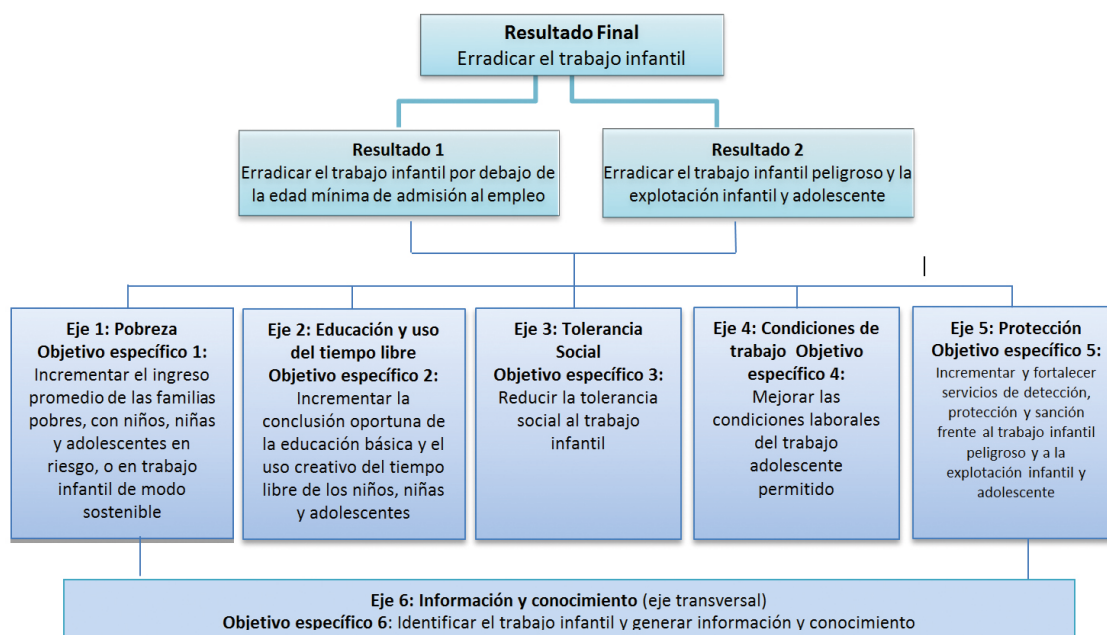 Resultado Final
Erradicar el trabajo infantil
Resultado 1
Erradicar el trabajo infantil por debajo de
la edad mínima de admisión al empleo
Resultado 2
Erradicar el trabajo infantil peligroso y la
explotación infantil y adolescente
Eje 1: Pobreza
Objetivo específico 1:
Incrementar el ingreso
promedio de las familias
pobres, con niños, niñas
y adolescentes en
riesgo, o en trabajo
infantil de modo
sostenible
Eje 2: Educación y uso
del tiempo libre
Objetivo específico 2:
Incrementar la
conclusión oportuna de
la educación básica y el
uso creativo del tiempo
libre de los niños, niñas
y adolescentes
Eje 3: Tolerancia
Social
Objetivo específico 3:
Reducir la tolerancia
social al trabajo
infantil
Eje 4: Condiciones de
trabajo Objetivo
específico 4:
Mejorar las
condiciones laborales
del trabajo
adolescente
permitido
Eje 5: Protección
Objetivo específico 5:
Incrementar y fortalecer
servicios de detección,
protección y sanción
frente al trabajo infantil
peligroso y a la
explotación infantil y
adolescente
Eje 6: Información y conocimiento (eje transversal)
Objetivo específico 6: Identificar el trabajo infantil y generar información y conocimiento